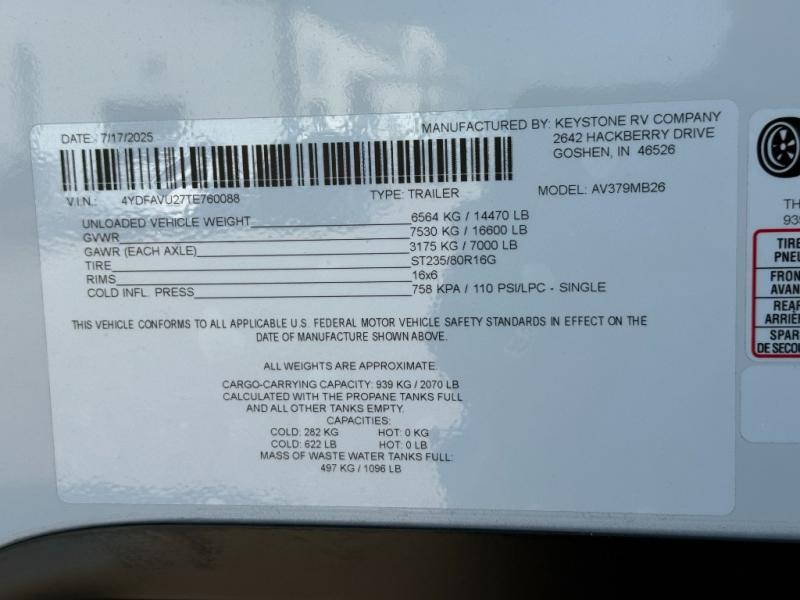 DATE: 7/17/2025
MANUFACTURED BY: KEYSTONE RV COMPANY
2642 HACKBERRY DRIVE
GOSHEN, IN 46526
V.I.N.: 4YDFAVU27TE760088 TYPE: TRAILER MODEL: AV379MB26
UNLOADED VEHICLE WEIGHT 6564 KG / 14470 LB
GVWR 7530 KG / 16600 LB
GAWR (EACH AXLE) 3175 KG / 7000 LB
TIRE ST235/80R16G
RIMS 16x6
COLD INFL. PRESS 758 KPA / 110 PSI/LPC - SINGLE
THIS VEHICLE CONFORMS TO ALL APPLICABLE U.S. FEDERAL MOTOR VEHICLE SAFETY STANDARDS IN EFFECT ON THE
DATE OF MANUFACTURE SHOWN ABOVE.
ALL WEIGHTS ARE APPROXIMATE.
CARGO-CARRYING CAPACITY: 939 KG / 2070 LB
CALCULATED WITH THE PROPANE TANKS FULL
AND ALL OTHER TANKS EMPTY.
CAPACITIES:
COLD: 282 KG HOT: 0 KG
COLD: 622 LB HOT: 0 LB
MASS OF WASTE WATER TANKS FULL:
497 KG / 1096 LB
TH
939
TIRE
PNEU
FRON
AVAN
REAR
ARRIÈR
SPAR
DE SECOU